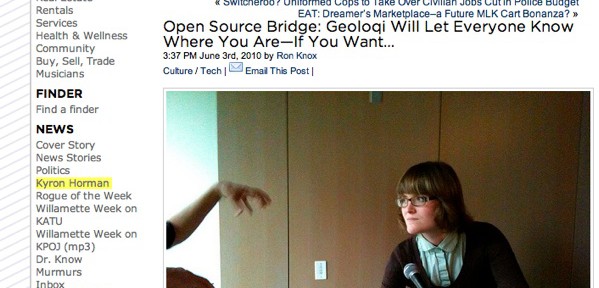 Rentals
Services
Health & Wellness
Community
Buy, Sell, Trade
Musicians
FINDER
Find a finder
NEWS
Cover Story
News Stories
Politics
Kyron Horman
Rogue of the Week
Willamette Week on
KATU
Willamette Week on
KPOJ (mp3)
Dr. Know
Murmurs
Inbox
« Switcheroo? Uniformed Cops to Take Over Civilian Jobs Cut in Police Budget
EAT: Dreamer's Marketplace—a Future MLK Cart Bonanza? »
Open Source Bridge: Geoloqi Will Let Everyone Know
Where You Are—If You Want...
3:37 PM June 3rd, 2010 by Ron Knox
Culture / Tech | Email This Post |